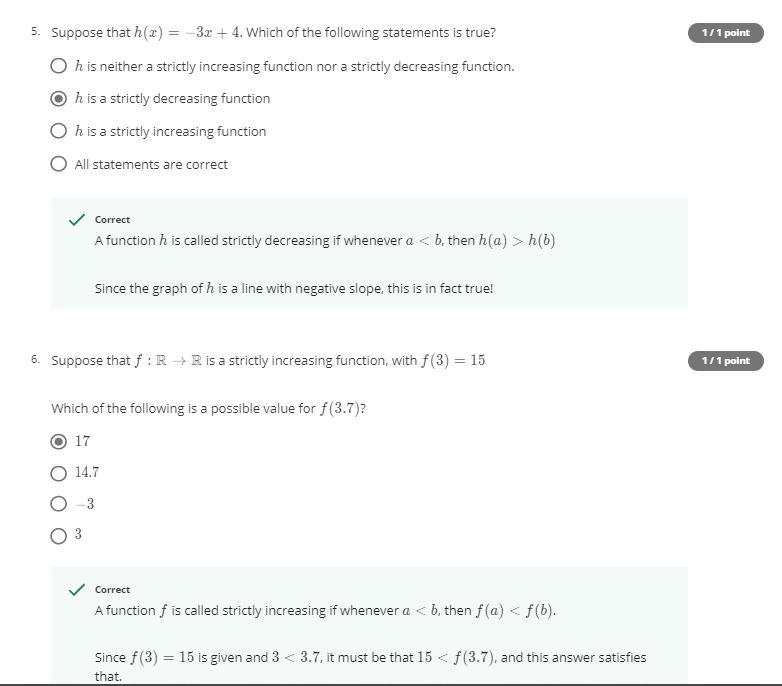 5. Suppose that h(x) = −3x + 4. Which of the following statements is true?
1 / 1 point
h is neither a strictly increasing function nor a strictly decreasing function.
h is a strictly decreasing function
h is a strictly increasing function
All statements are correct
Correct
A function h is called strictly decreasing if whenever a < b, then h(a) > h(b)
Since the graph of h is a line with negative slope, this is in fact true!
6. Suppose that f : ℝ → ℝ is a strictly increasing function, with f(3) = 15
1 / 1 point
Which of the following is a possible value for f(3.7)?
17
14.7
−3
3
Correct
A function f is called strictly increasing if whenever a < b, then f(a) < f(b).
Since f(3) = 15 is given and 3 < 3.7, it must be that 15 < f(3.7), and this answer satisfies
that.